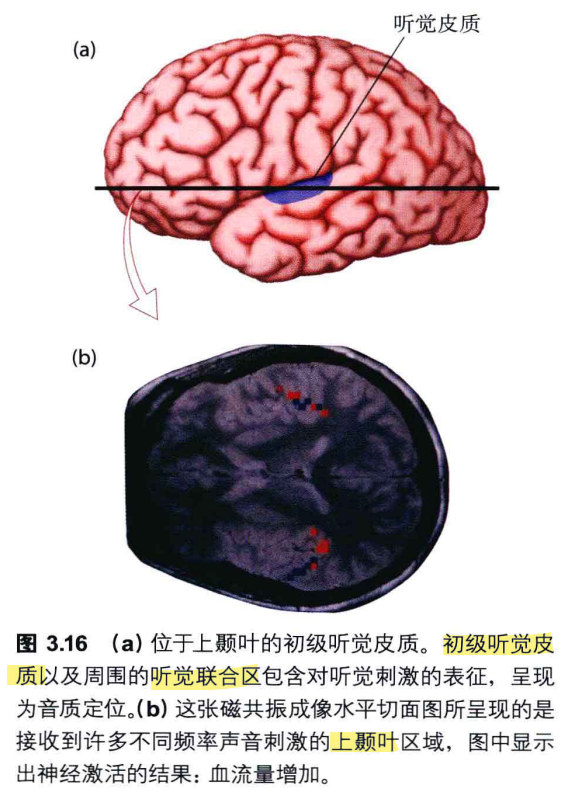 听觉皮质
(a)
(b)
图 3.16 (a) 位于上颞叶的初级听觉皮质。初级听觉皮
质以及周围的听觉联合区包含对听觉刺激的表征，呈现
为音质定位。(b) 这张磁共振成像水平切面图所呈现的是
接收到许多不同频率声音刺激的上颞叶区域，图中显示
出神经激活的结果：血流量增加。